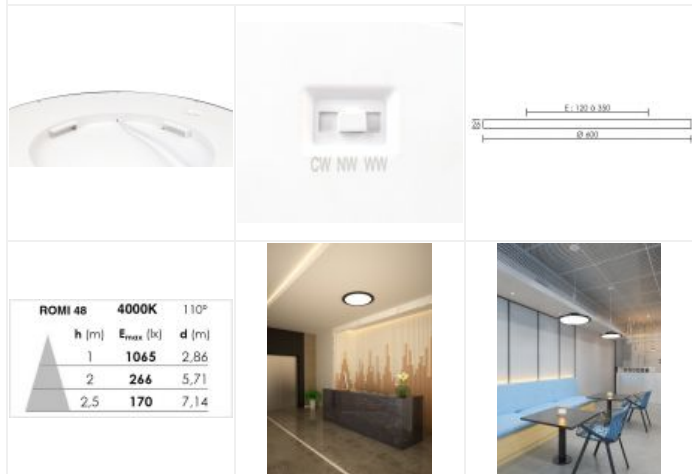 CW NW WW
E : 120 à 350
26
Ø 600
ROMI 48 4000K 110°
h (m) Emax (lx) d (m)
1 1065 2,86
2 266 5,71
2,5 170 7,14